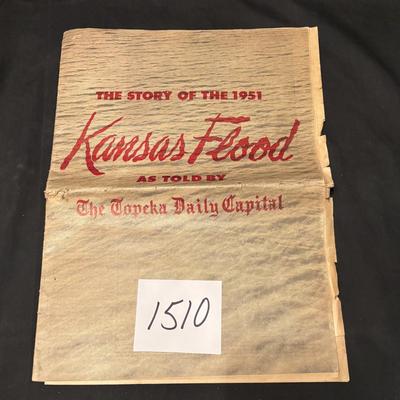 THE STORY OF THE 1951
Kansas Flood
AS TOLD BY
The Topeka Daily Capital
1510